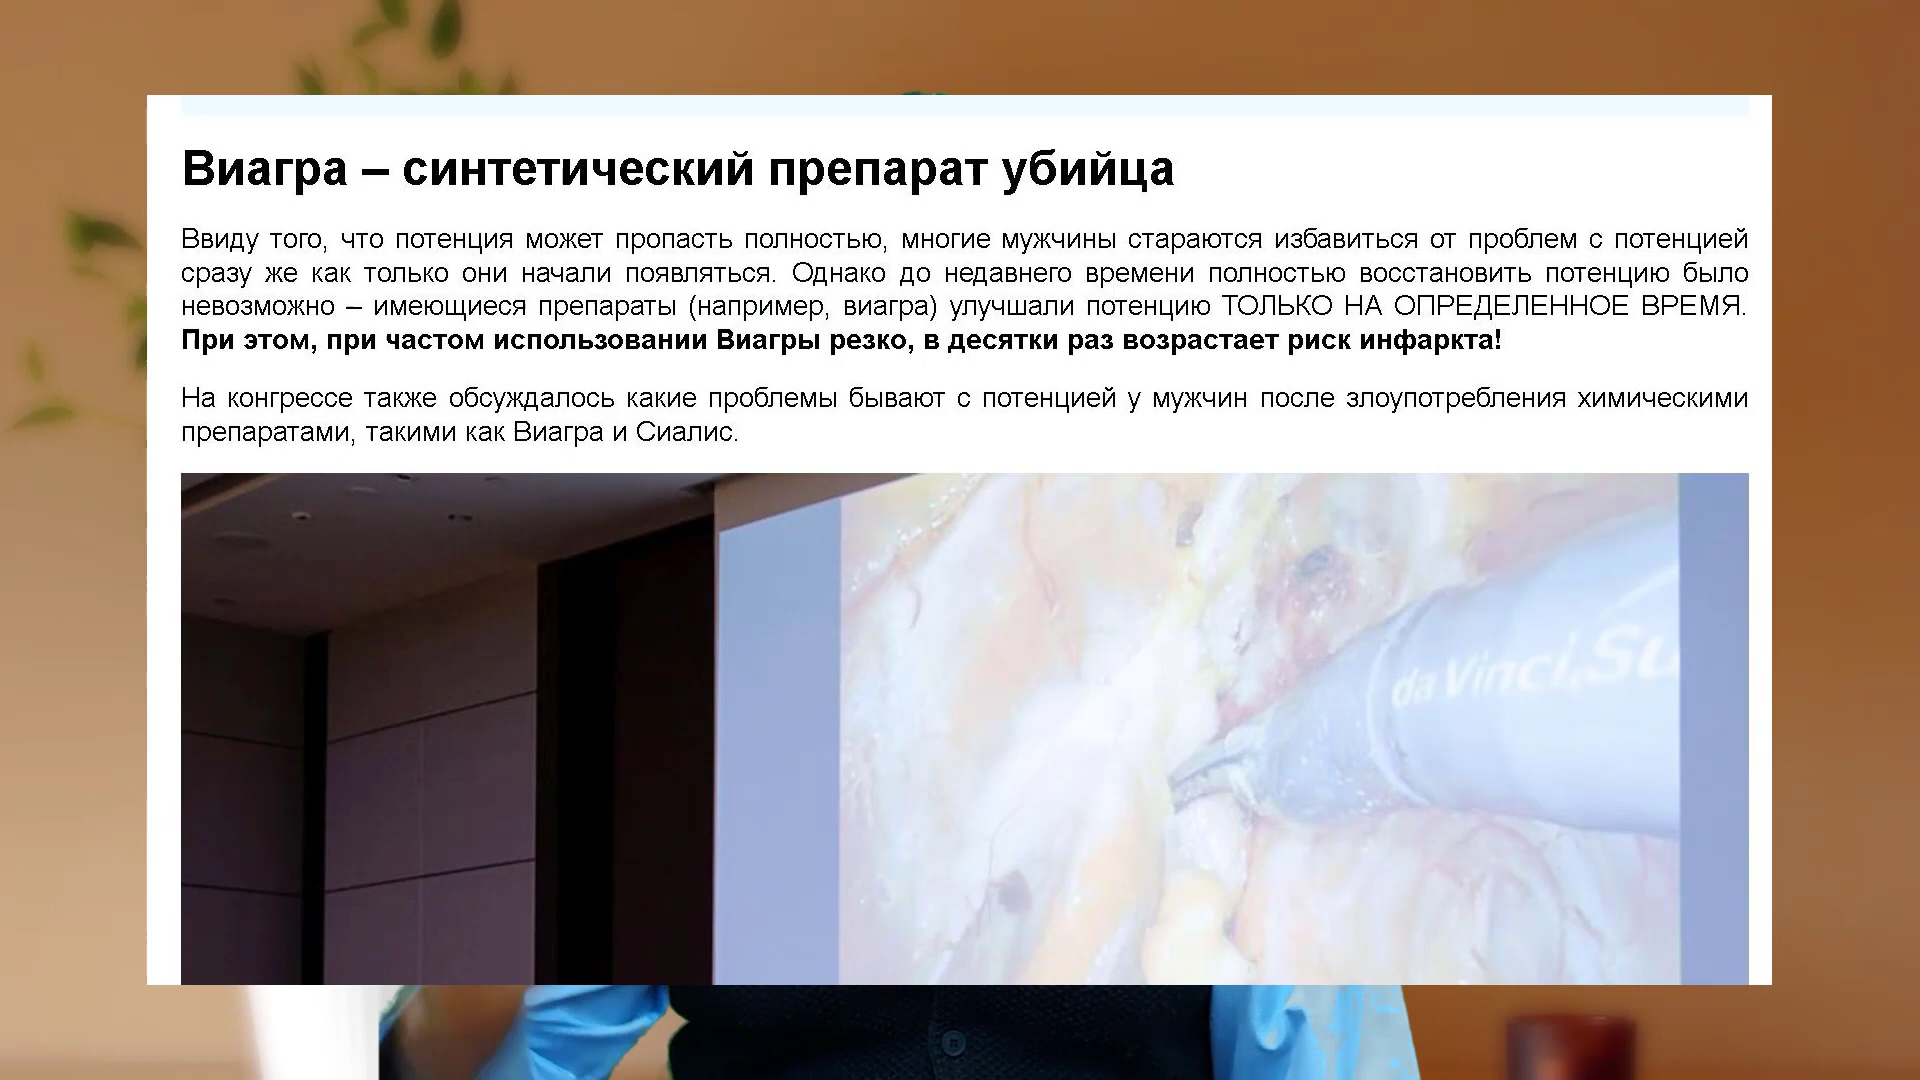 Виагра – синтетический препарат убийца
Ввиду того, что потенция может пропасть полностью, многие мужчины стараются избавиться от проблем с потенцией
сразу же как только они начали появляться. Однако до недавнего времени полностью восстановить потенцию было
невозможно – имеющиеся препараты (например, виагра) улучшали потенцию ТОЛЬКО НА ОПРЕДЕЛЕННОЕ ВРЕМЯ.
При этом, при частом использовании Виагры резко, в десятки раз возрастает риск инфаркта!
На конгрессе также обсуждалось какие проблемы бывают с потенцией у мужчин после злоупотребления химическими
препаратами, такими как Виагра и Сиалис.
da Vinci.Su